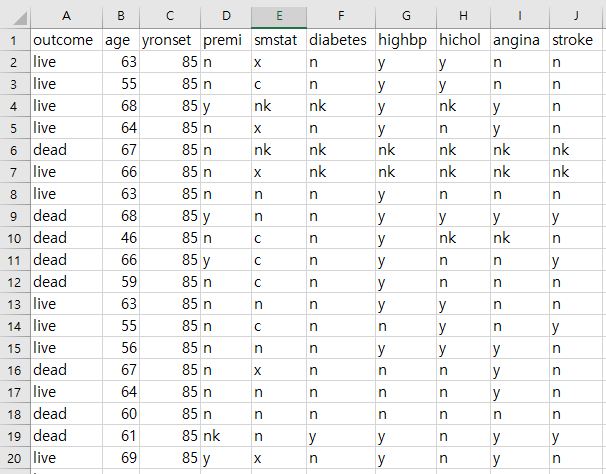 A B C D E F G H I J
1 outcome age yronset premi smstat diabetes highbp hichol angina stroke
2 live 63 85 n x n y y n n
3 live 55 85 n c n y y n n
4 live 68 85 y nk nk y nk y n
5 live 64 85 n x n y n y n
6 dead 67 85 n nk nk nk nk nk nk
7 live 66 85 n x nk nk nk nk nk
8 live 63 85 n n n y n n n
9 dead 68 85 y n n y y y y
10 dead 46 85 n c n y nk nk n
11 dead 66 85 y c n y n n y
12 dead 59 85 n c n y n n n
13 live 63 85 n n n y y n n
14 live 55 85 n c n n y n y
15 live 56 85 n n n y y y n
16 dead 67 85 n x n n n y n
17 live 64 85 n n n n n y n
18 dead 60 85 n n n n n n n
19 dead 61 85 nk n y y n y y
20 live 69 85 y x n y n y n